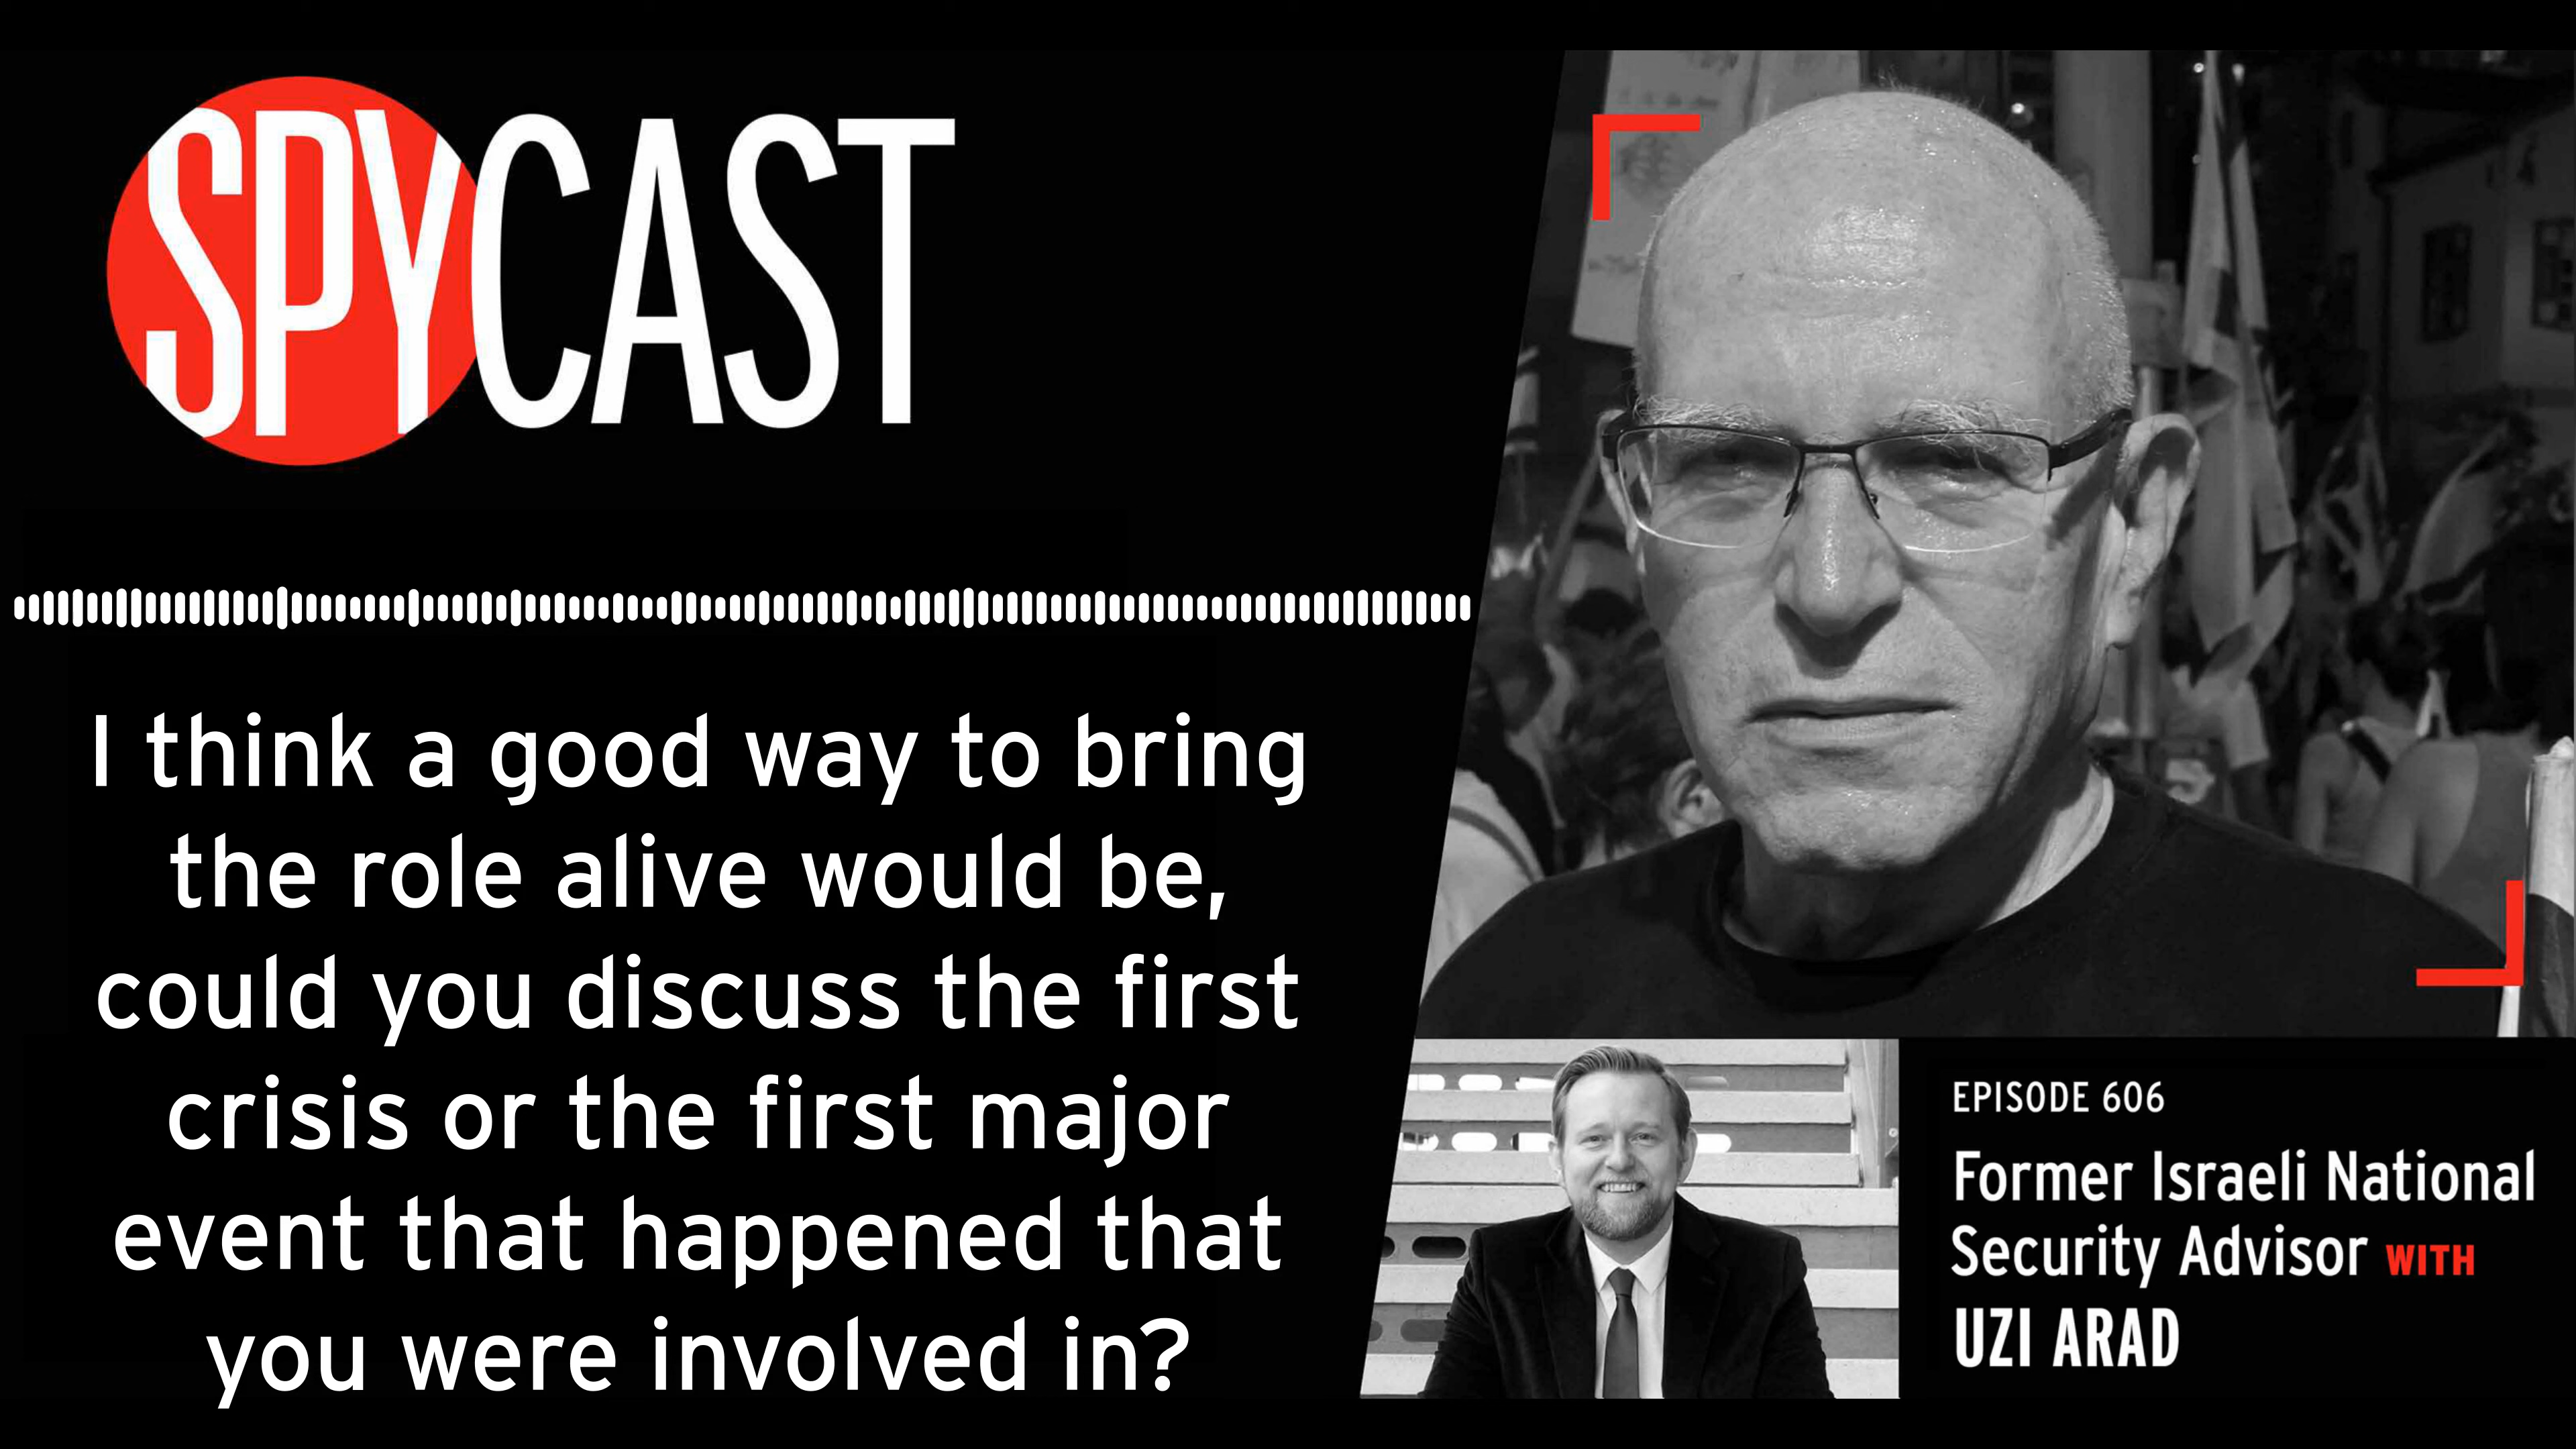 SPYCAST
I think a good way to bring
the role alive would be,
could you discuss the first
crisis or the first major
event that happened that
you were involved in?
EPISODE 606
Former Israeli National
Security Advisor WITH
UZI ARAD